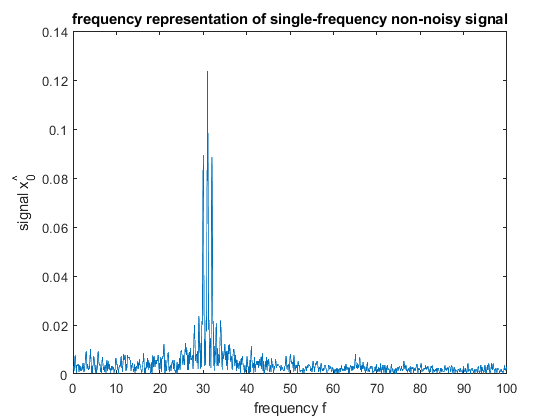 frequency representation of single-frequency non-noisy signal
0.14
0.12
0.1
0.08
0.06
0.04
0.02
0
signal x̂₀
0 10 20 30 40 50 60 70 80 90 100
frequency f